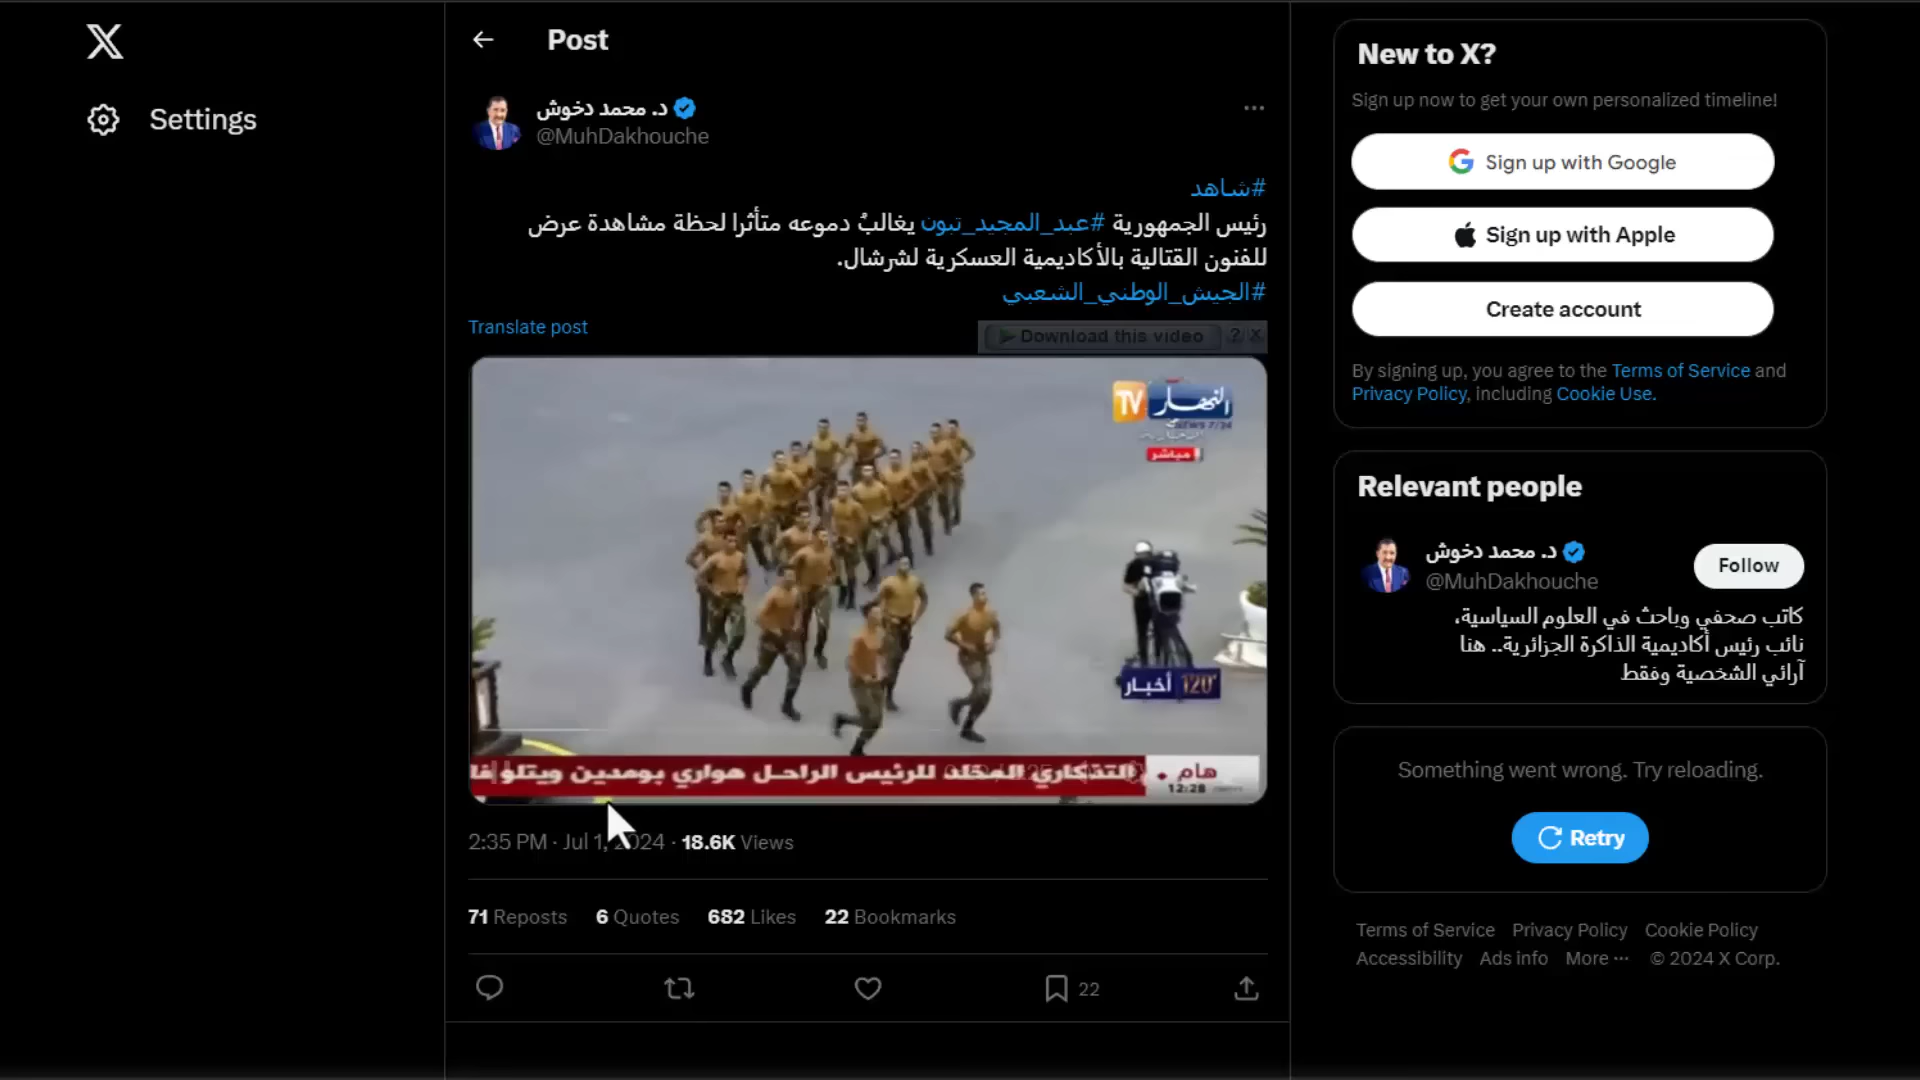 Post
Settings
د. محمد دخوش
@MuhDakhouche
#شاهد
رئيس الجمهورية #عبد_المجيد_تبون يغالبُ دموعه متأثرا لحظة مشاهدة عرض
للفنون القتالية بالأكاديمية العسكرية لشرشال.
#الجيش_الوطني_الشعبي
Translate post
Download this video ? X
TV النهار
NEWS 7/24
مباشر
120' أخبار
التذكاري المخلد للرئيس الراحل هواري بومدين ويتلو فا
هام
12:28
2:35 PM · Jul 1, 2024 · 18.6K Views
71 Reposts 6 Quotes 682 Likes 22 Bookmarks
22
New to X?
Sign up now to get your own personalized timeline!
Sign up with Google
Sign up with Apple
Create account
By signing up, you agree to the Terms of Service and
Privacy Policy, including Cookie Use.
Relevant people
د. محمد دخوش
@MuhDakhouche
Follow
كاتب صحفي وباحث في العلوم السياسية،
نائب رئيس أكاديمية الذاكرة الجزائرية.. هنا
آرائي الشخصية وفقط
Something went wrong. Try reloading.
Retry
Terms of Service Privacy Policy Cookie Policy
Accessibility Ads info More ··· © 2024 X Corp.